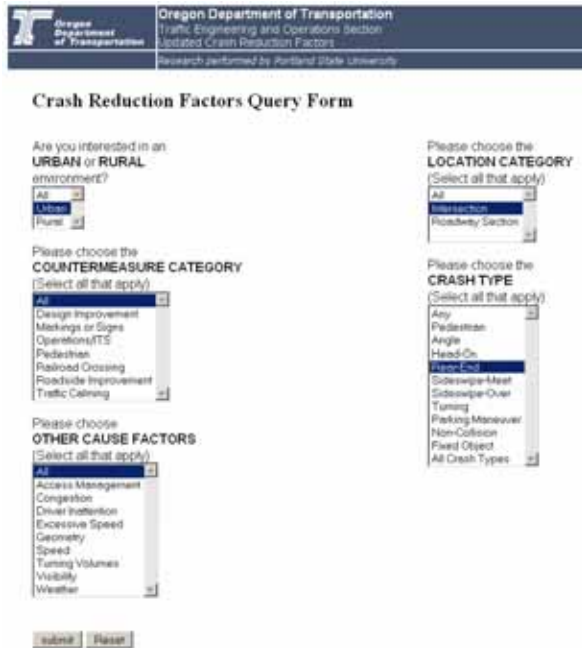 Oregon
Department
of Transportation
Oregon Department of Transportation
Traffic Engineering and Operations Section
Updated Crash Reduction Factors
Research performed by Portland State University
Crash Reduction Factors Query Form
Are you interested in an
URBAN or RURAL
environment?
All
Urban
Rural
Please choose the
LOCATION CATEGORY
(Select all that apply)
All
Intersection
Roadway Section
Please choose the
COUNTERMEASURE CATEGORY
(Select all that apply)
All
Design Improvement
Markings or Signs
Operations/ITS
Pedestrian
Railroad Crossing
Roadside Improvement
Traffic Calming
Please choose the
CRASH TYPE
(Select all that apply)
Any
Pedestrian
Angle
Head-On
Rear-End
Sideswipe-Meet
Sideswipe-Over
Turning
Parking Maneuver
Non-Collision
Fixed Object
All Crash Types
Please choose
OTHER CAUSE FACTORS
(Select all that apply)
All
Access Management
Congestion
Driver Inattention
Excessive Speed
Geometry
Speed
Turning Volumes
Visibility
Weather
submit Reset